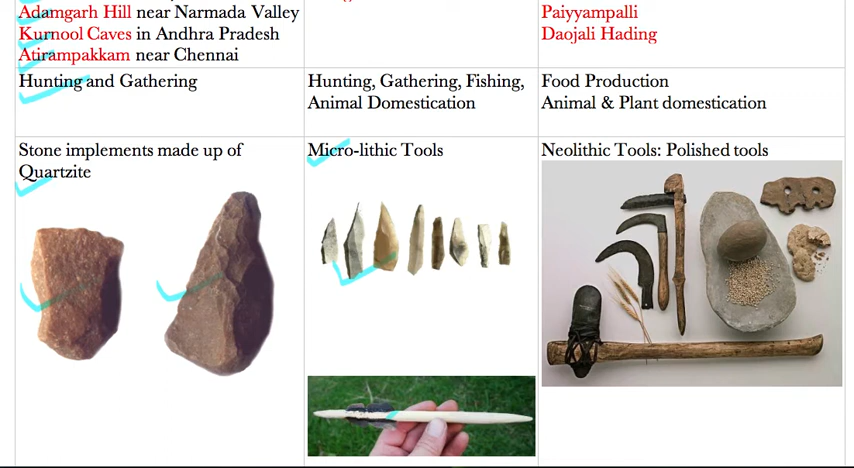 Adamgarh Hill near Narmada Valley
Kurnool Caves in Andhra Pradesh
Atirampakkam near Chennai
Paiyyampalli
Daojali Hading
Hunting and Gathering
Hunting, Gathering, Fishing,
Animal Domestication
Food Production
Animal & Plant domestication
Stone implements made up of
Quartzite
Micro-lithic Tools
Neolithic Tools: Polished tools